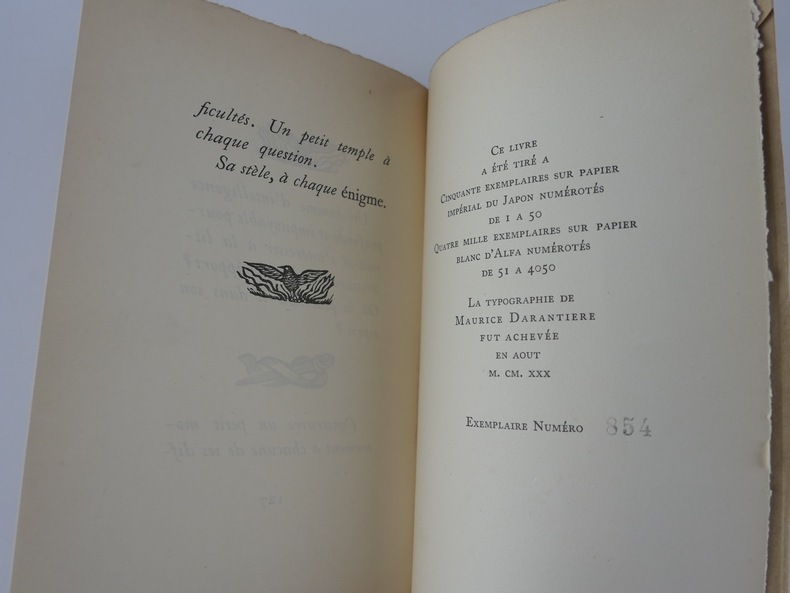 ficultés. Un petit temple à
chaque question.
Sa stèle, à chaque énigme.
Ce livre
a été tiré a
Cinquante exemplaires sur papier
impérial du Japon numérotés
de 1 a 50
Quatre mille exemplaires sur papier
blanc d'Alfa numérotés
de 51 a 4050
La typographie de
Maurice Darantiere
fut achevée
en aout
M. CM. XXX
Exemplaire Numéro 854